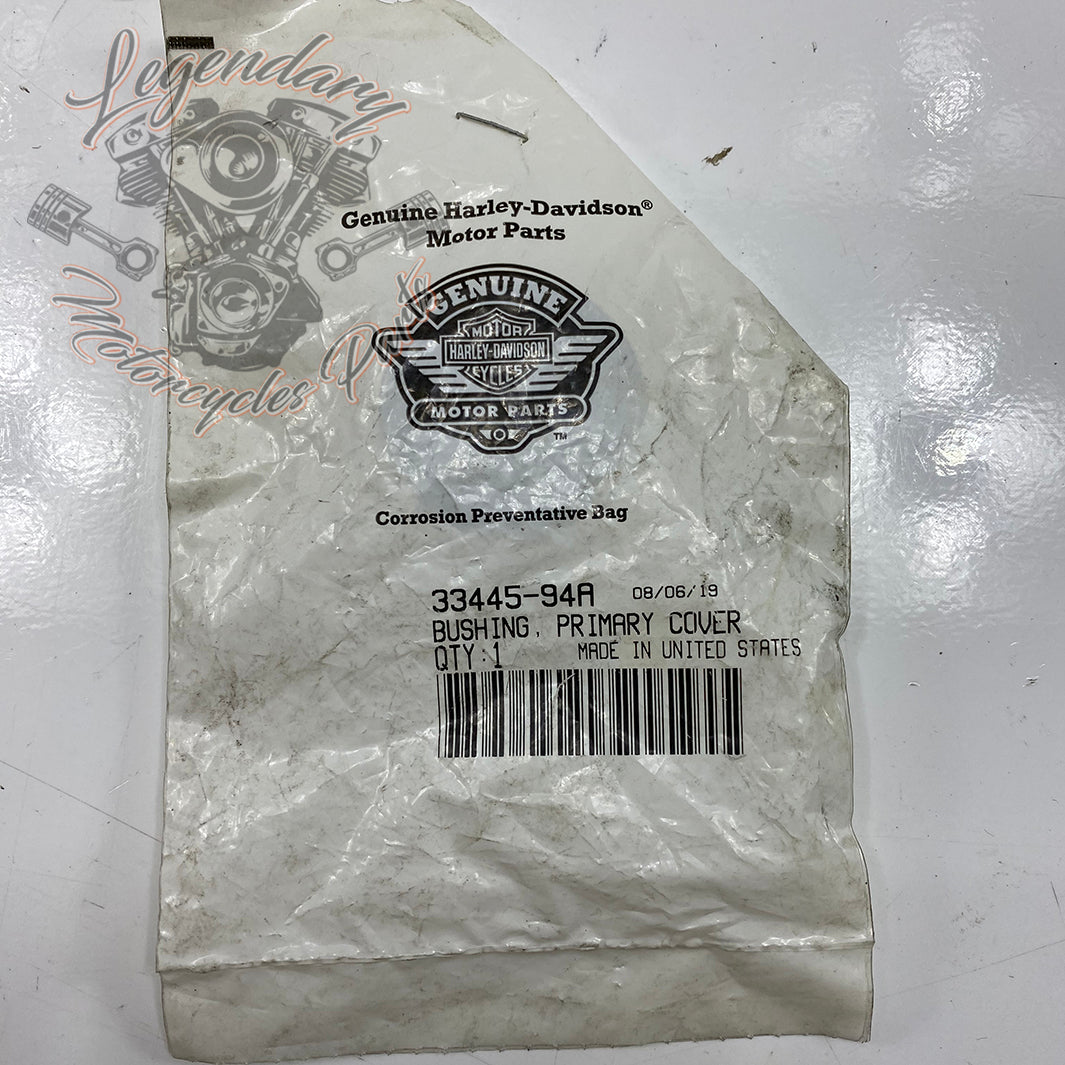 Legendary
Motorcycles Parts
Genuine Harley-Davidson®
Motor Parts
GENUINE
MOTOR
HARLEY-DAVIDSON
CYCLES
MOTOR PARTS
TM
Corrosion Preventative Bag
33445-94A 08/06/19
BUSHING, PRIMARY COVER
QTY:1 MADE IN UNITED STATES